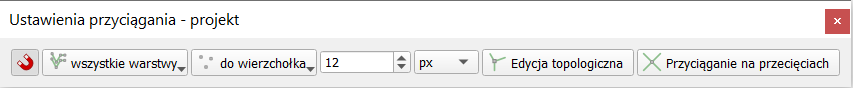 Ustawienia przyciągania - projekt
wszystkie warstwy do wierzchołka 12 px Edycja topologiczna Przyciąganie na przecięciach